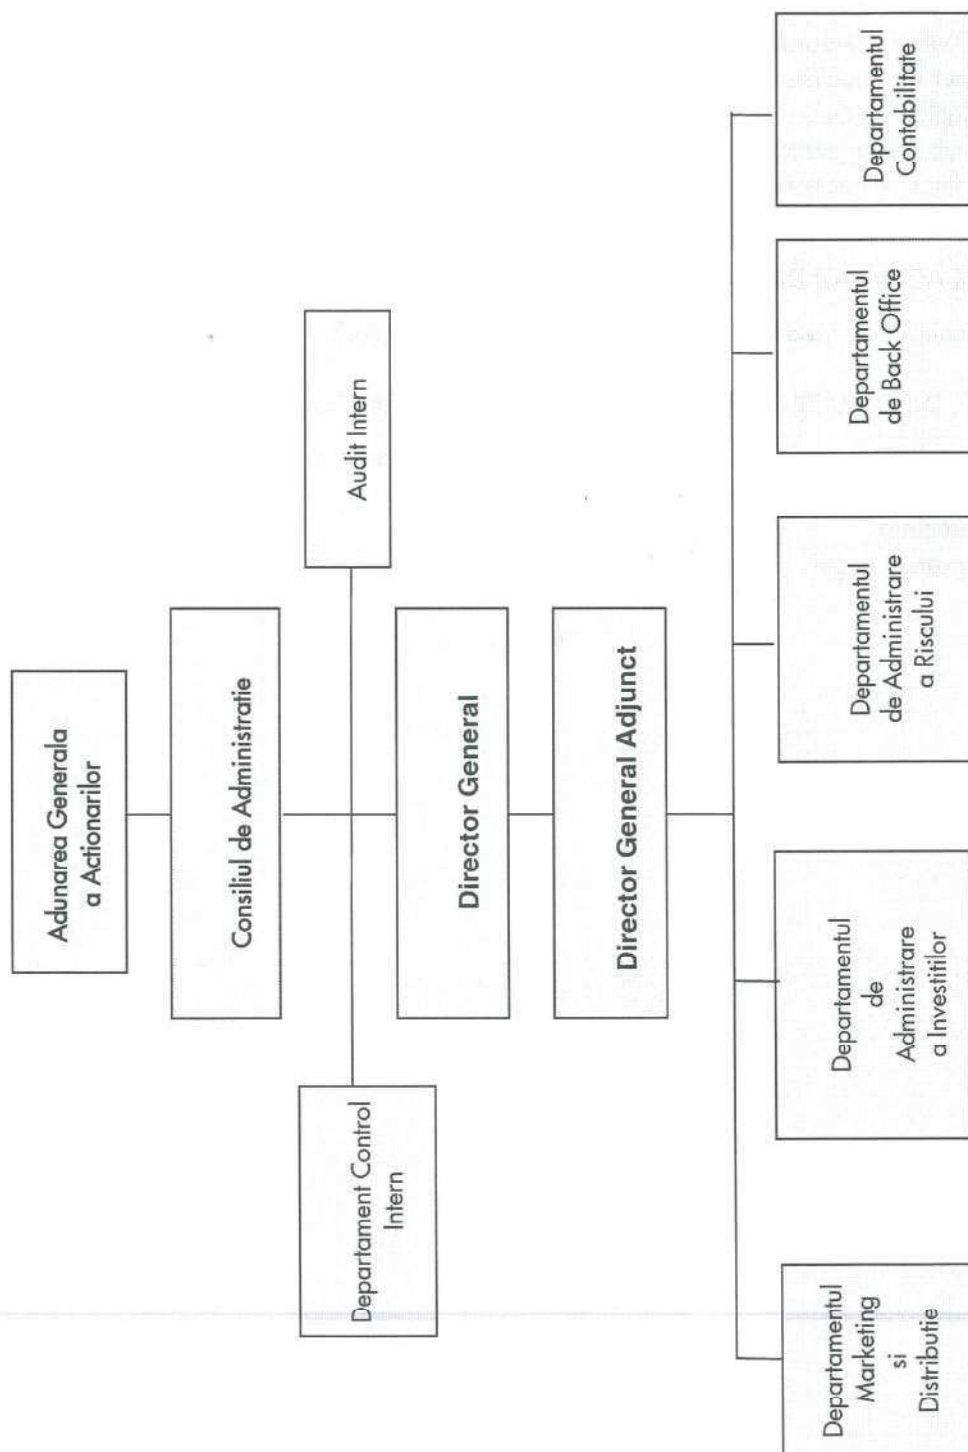 Adunarea Generala
a Actionarilor
Consiliul de Administratie
Departament Control
Intern
Audit Intern
Director General
Director General Adjunct
Departamentul
Marketing
si
Distributie
Departamentul
de
Administrare
a Investitilor
Departamentul
de Administrare
a Riscului
Departamentul
de Back Office
Departamentul
Contabilitate